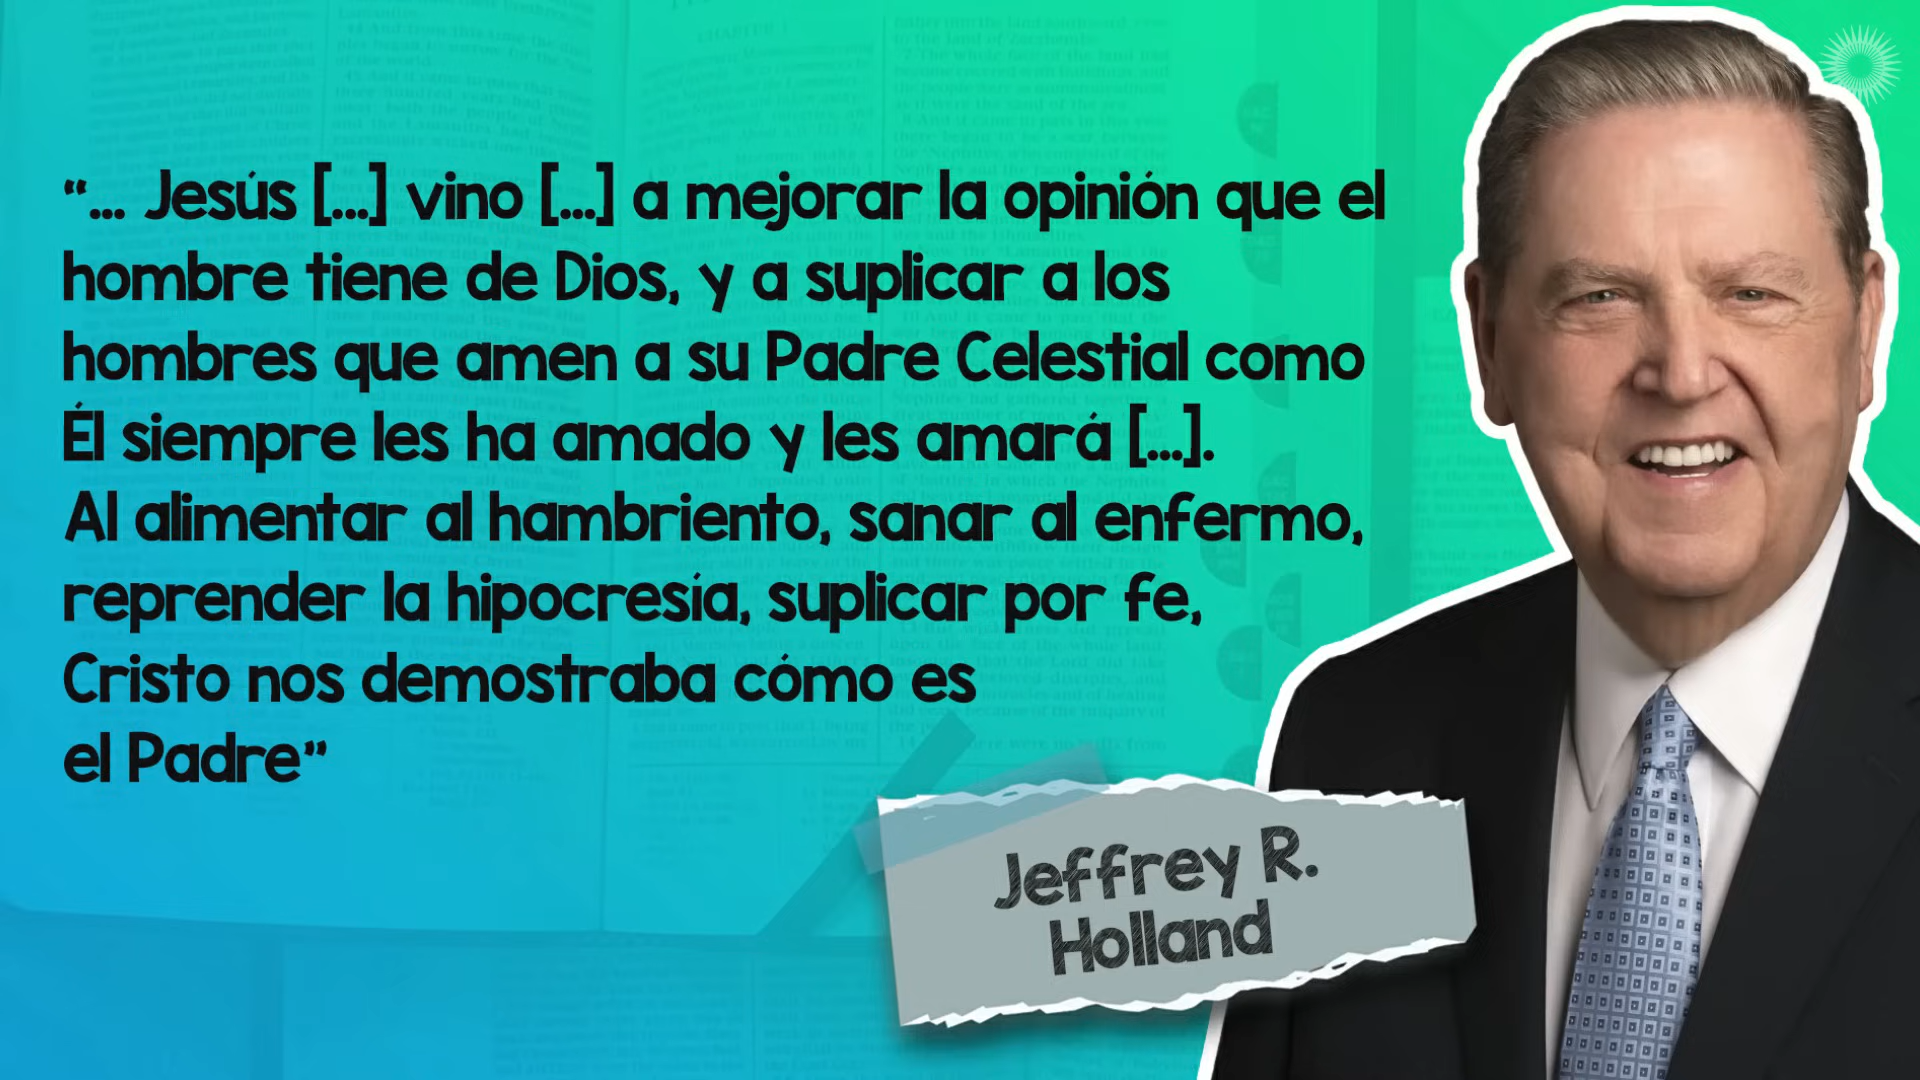 “... Jesús [...] vino [...] a mejorar la opinión que el
hombre tiene de Dios, y a suplicar a los
hombres que amen a su Padre Celestial como
Él siempre les ha amado y les amará [...].
Al alimentar al hambriento, sanar al enfermo,
reprender la hipocresía, suplicar por fe,
Cristo nos demostraba cómo es
el Padre”
Jeffrey R.
Holland